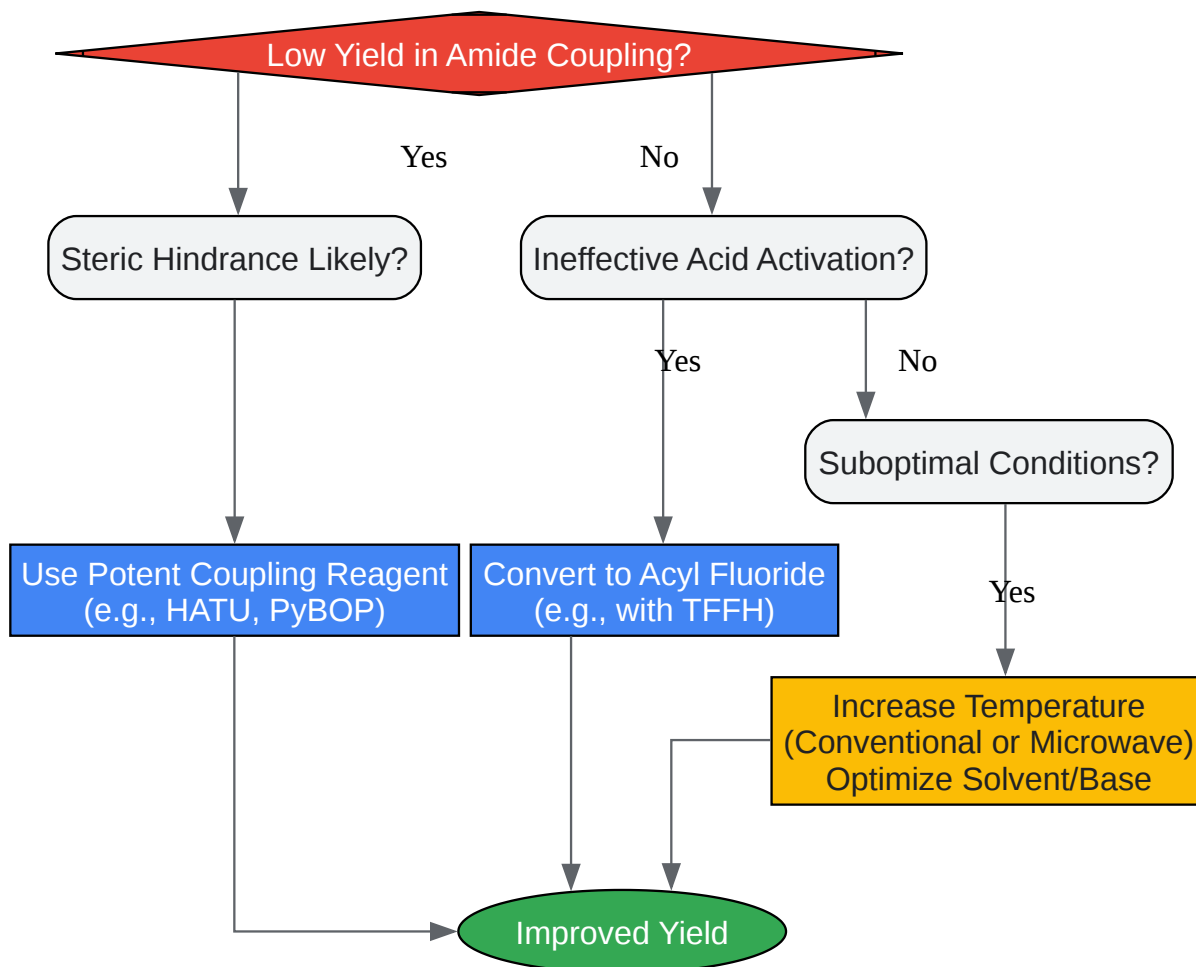 Low Yield in Amide Coupling?
Yes
No
Steric Hindrance Likely?
Ineffective Acid Activation?
Yes
No
Suboptimal Conditions?
Use Potent Coupling Reagent
(e.g., HATU, PyBOP)
Convert to Acyl Fluoride
(e.g., with TFFH)
Yes
Increase Temperature
(Conventional or Microwave)
Optimize Solvent/Base
Improved Yield